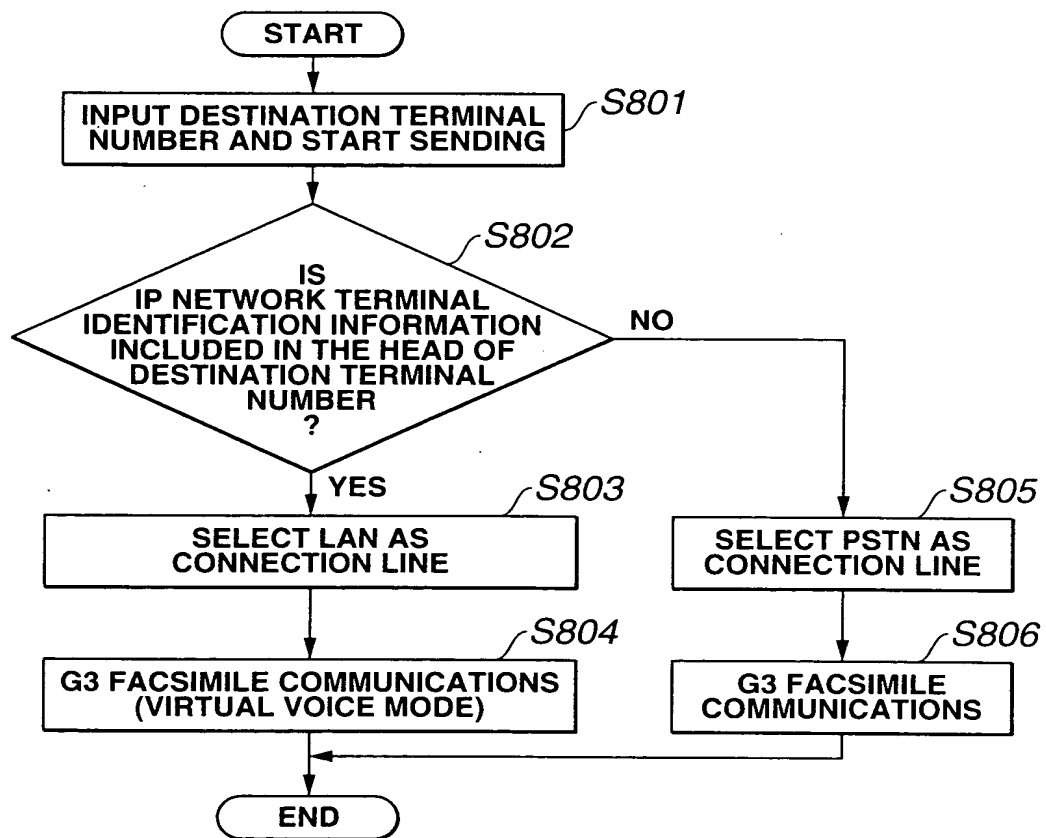 START
INPUT DESTINATION TERMINAL
NUMBER AND START SENDING
S801
S802
IS
IP NETWORK TERMINAL
IDENTIFICATION INFORMATION
INCLUDED IN THE HEAD OF
DESTINATION TERMINAL
NUMBER
?
NO
YES
S803
SELECT LAN AS
CONNECTION LINE
S805
SELECT PSTN AS
CONNECTION LINE
S804
G3 FACSIMILE COMMUNICATIONS
(VIRTUAL VOICE MODE)
S806
G3 FACSIMILE
COMMUNICATIONS
END